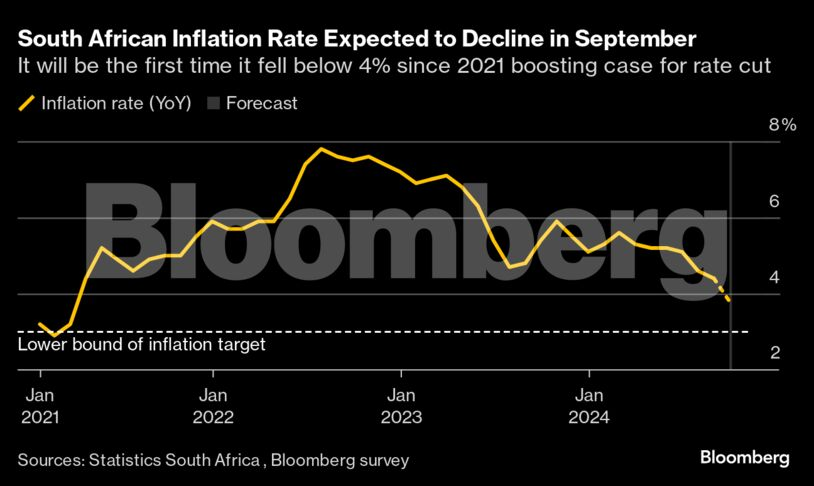 South African Inflation Rate Expected to Decline in September
It will be the first time it fell below 4% since 2021 boosting case for rate cut
Inflation rate (YoY) Forecast
8%
6
4
2
Bloomberg
Lower bound of inflation target
Jan Jan Jan Jan
2021 2022 2023 2024
Sources: Statistics South Africa , Bloomberg survey
Bloomberg